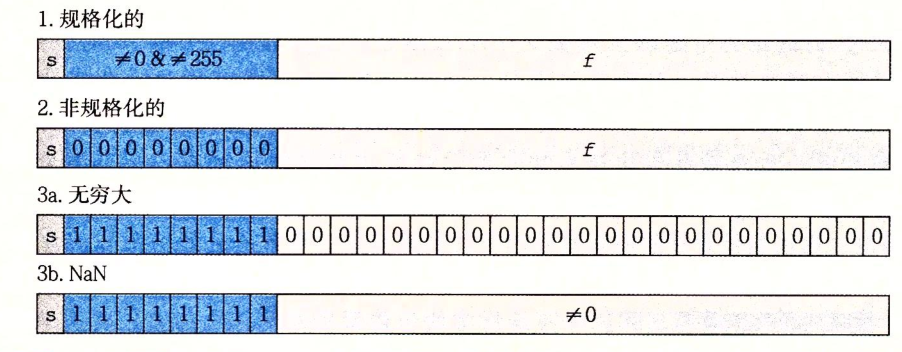 1. 规格化的
s ≠0 & ≠255 f
2. 非规格化的
s 0 0 0 0 0 0 0 0 f
3a. 无穷大
s 1 1 1 1 1 1 1 1 0 0 0 0 0 0 0 0 0 0 0 0 0 0 0 0 0 0 0 0 0 0 0
3b. NaN
s 1 1 1 1 1 1 1 1 ≠0